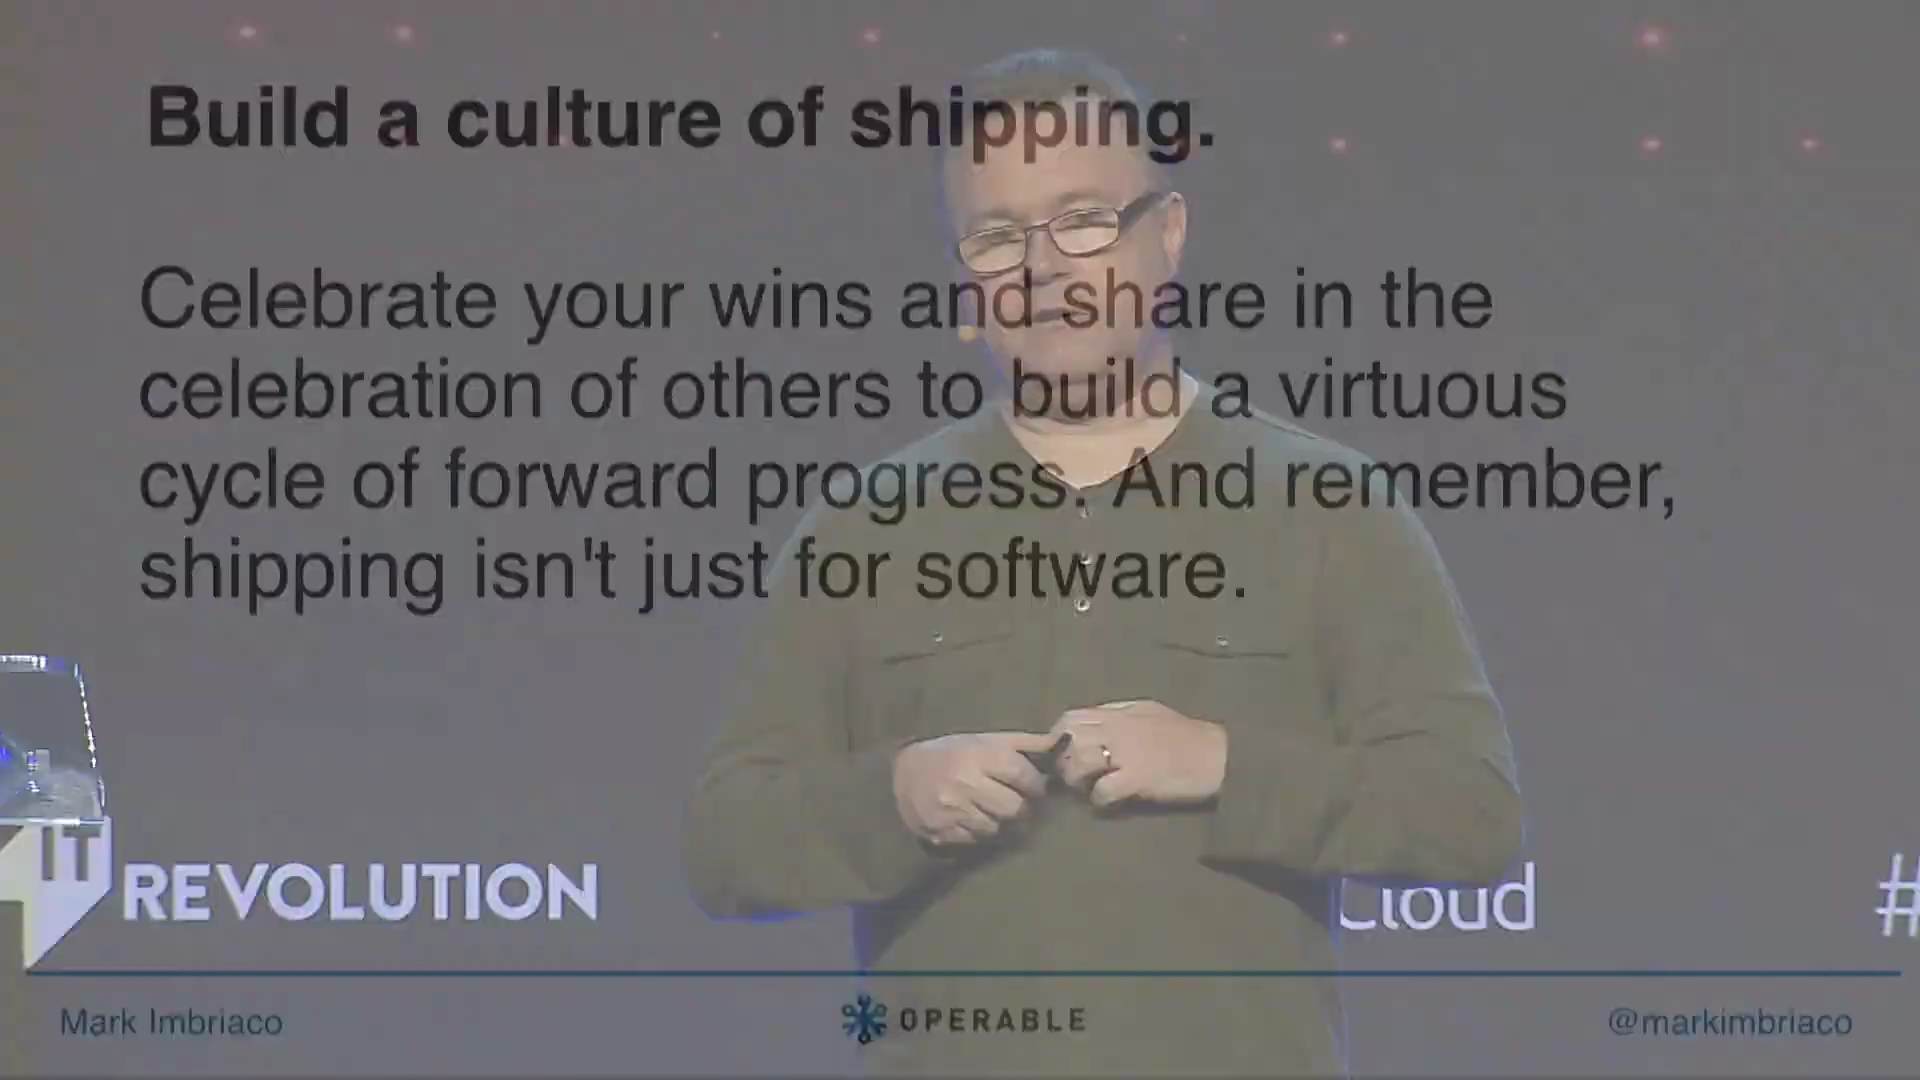 Build a culture of shipping.
Celebrate your wins and share in the
celebration of others to build a virtuous
cycle of forward progress. And remember,
shipping isn't just for software.
IT REVOLUTION
Cloud
#
Mark Imbriaco
OPERABLE
@markimbriaco